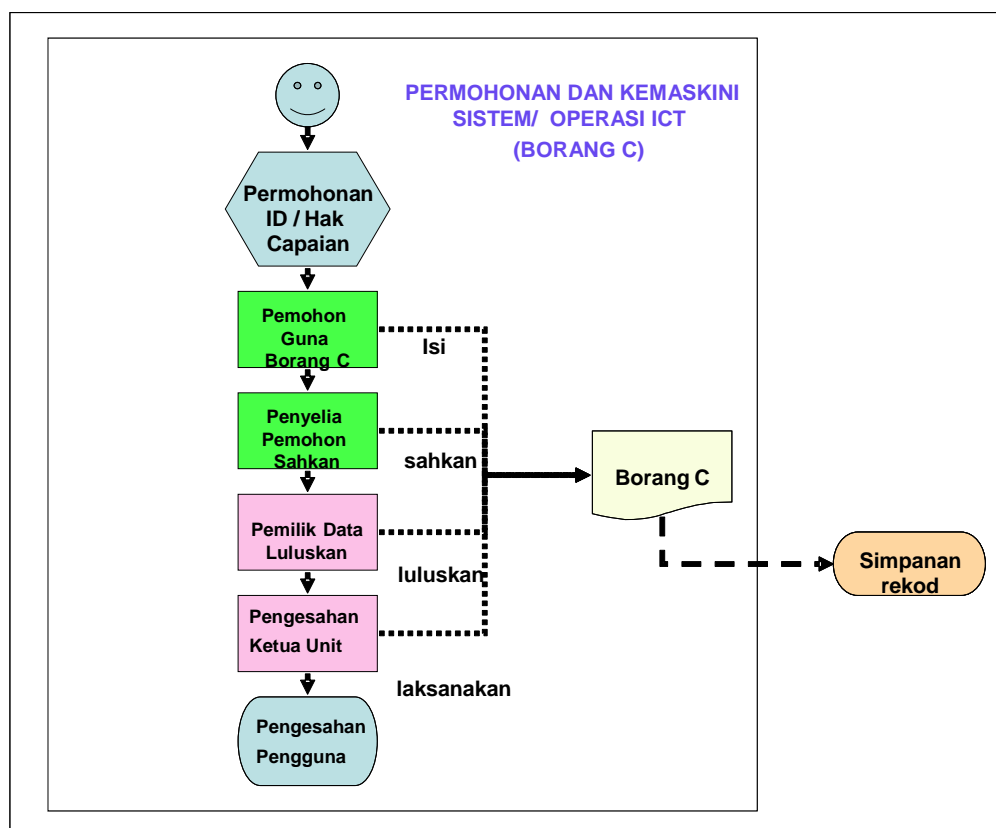 PERMOHONAN DAN KEMASKINI
SISTEM/ OPERASI ICT
(BORANG C)
Permohonan
ID / Hak
Capaian
Pemohon
Guna
Borang C
Isi
Penyelia
Pemohon
Sahkan
sahkan
Borang C
Pemilik Data
Luluskan
luluskan
Simpanan
rekod
Pengesahan
Ketua Unit
laksanakan
Pengesahan
Pengguna